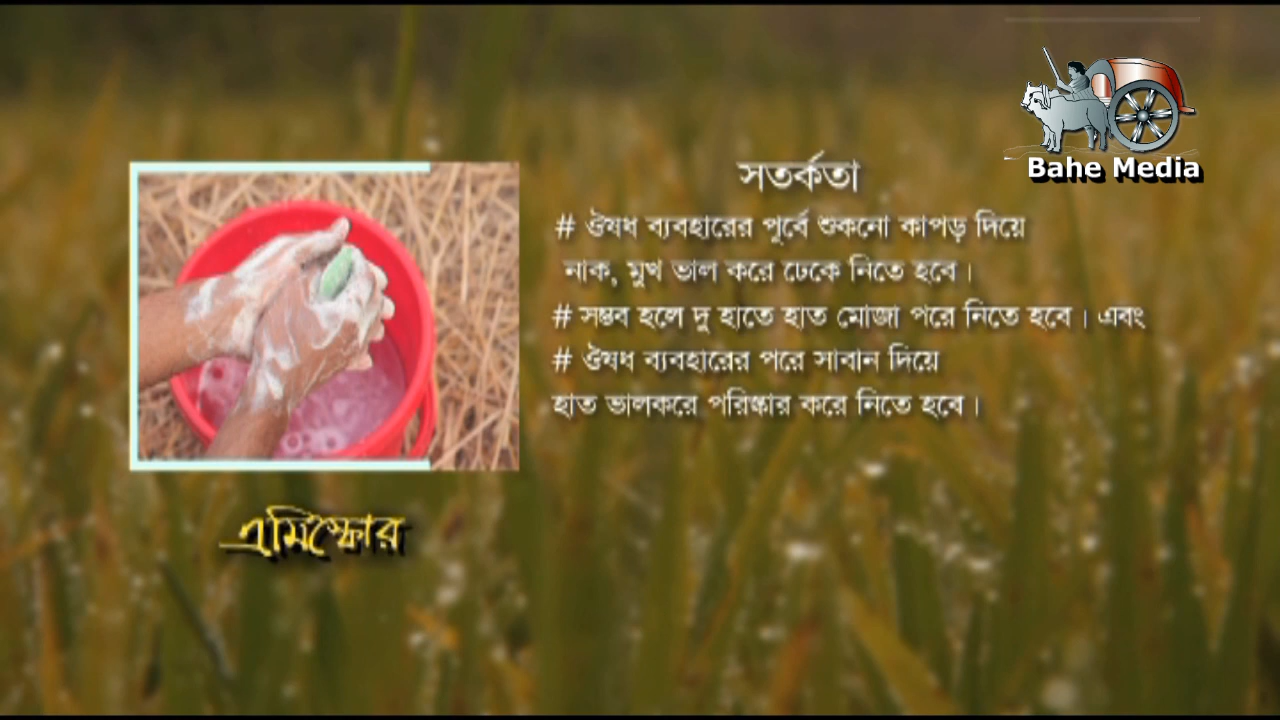 Bahe Media
সতর্কতা
# ঔষধ ব্যবহারের পূর্বে শুকনো কাপড় দিয়ে
নাক, মুখ ভাল করে ঢেকে নিতে হবে।
# সম্ভব হলে দু হাতে হাত মোজা পরে নিতে হবে। এবং
# ঔষধ ব্যবহারের পরে সাবান দিয়ে
হাত ভালকরে পরিষ্কার করে নিতে হবে।
এমিস্কোর